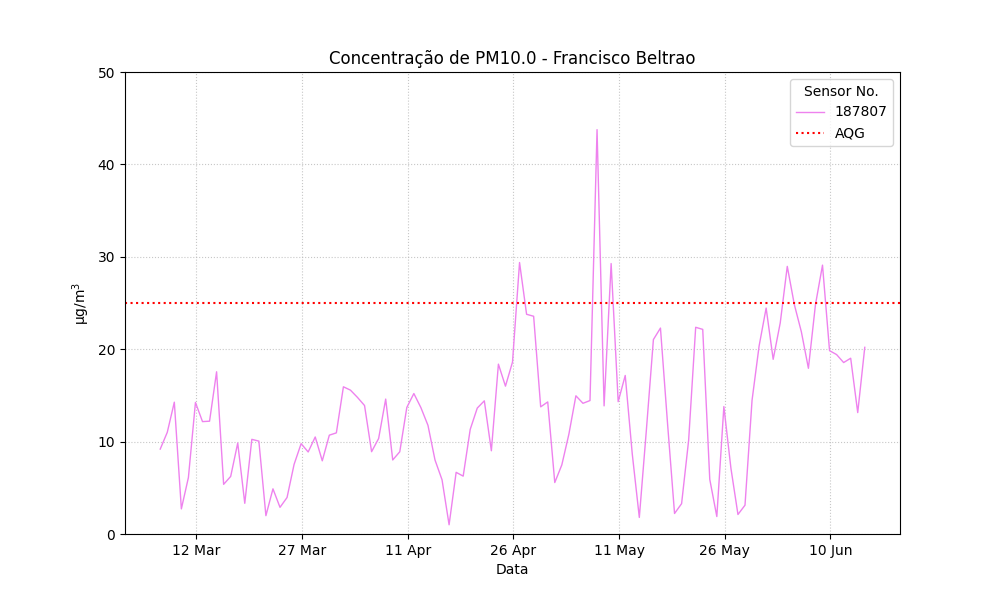 Concentração de PM10.0 - Francisco Beltrao
Sensor No.
187807
AQG
50
40
30
20
10
0
µg/m³
12 Mar 27 Mar 11 Apr 26 Apr 11 May 26 May 10 Jun
Data